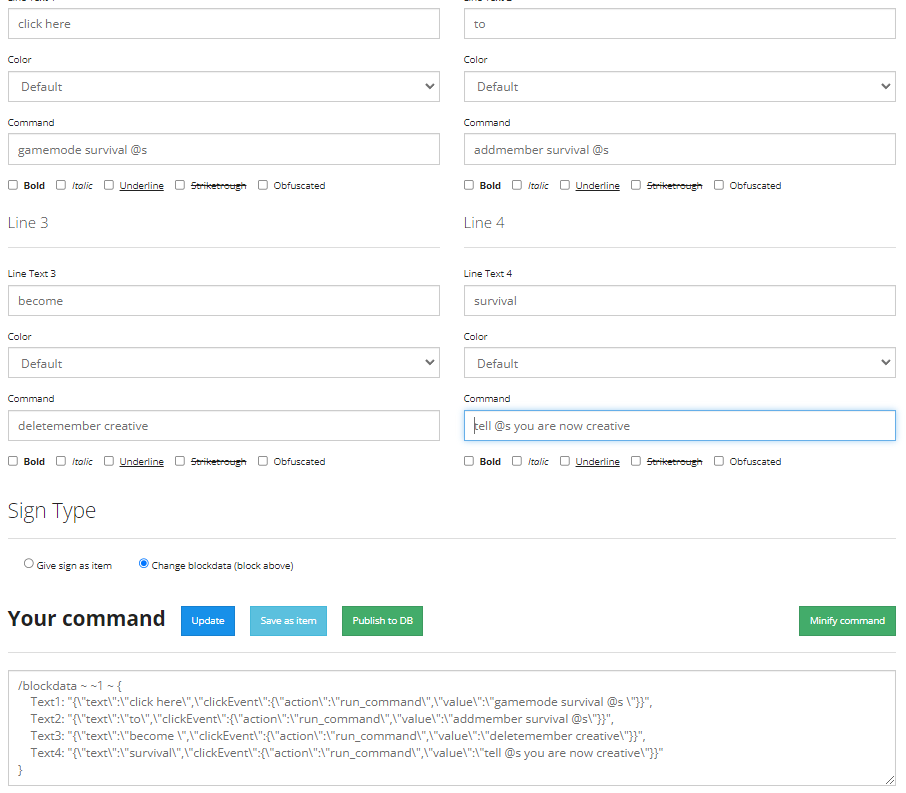 Line Text 1 Line Text 2
click here to
Color Color
Default Default
Command Command
gamemode survival @s addmember survival @s
Bold Italic Underline Striketrough Obfuscated Bold Italic Underline Striketrough Obfuscated
Line 3 Line 4
Line Text 3 Line Text 4
become survival
Color Color
Default Default
Command Command
deletemember creative tell @s you are now creative
Bold Italic Underline Striketrough Obfuscated Bold Italic Underline Striketrough Obfuscated
Sign Type
Give sign as item Change blockdata (block above)
Your command Update Save as item Publish to DB Minify command
/blockdata ~ ~1 ~ {
Text1: "{\"text\":\"click here\",\"clickEvent\":{\"action\":\"run_command\",\"value\":\"gamemode survival @s \"}}",
Text2: "{\"text\":\"to\",\"clickEvent\":{\"action\":\"run_command\",\"value\":\"addmember survival @s\"}}",
Text3: "{\"text\":\"become \",\"clickEvent\":{\"action\":\"run_command\",\"value\":\"deletemember creative\"}}",
Text4: "{\"text\":\"survival\",\"clickEvent\":{\"action\":\"run_command\",\"value\":\"tell @s you are now creative\"}}"
}